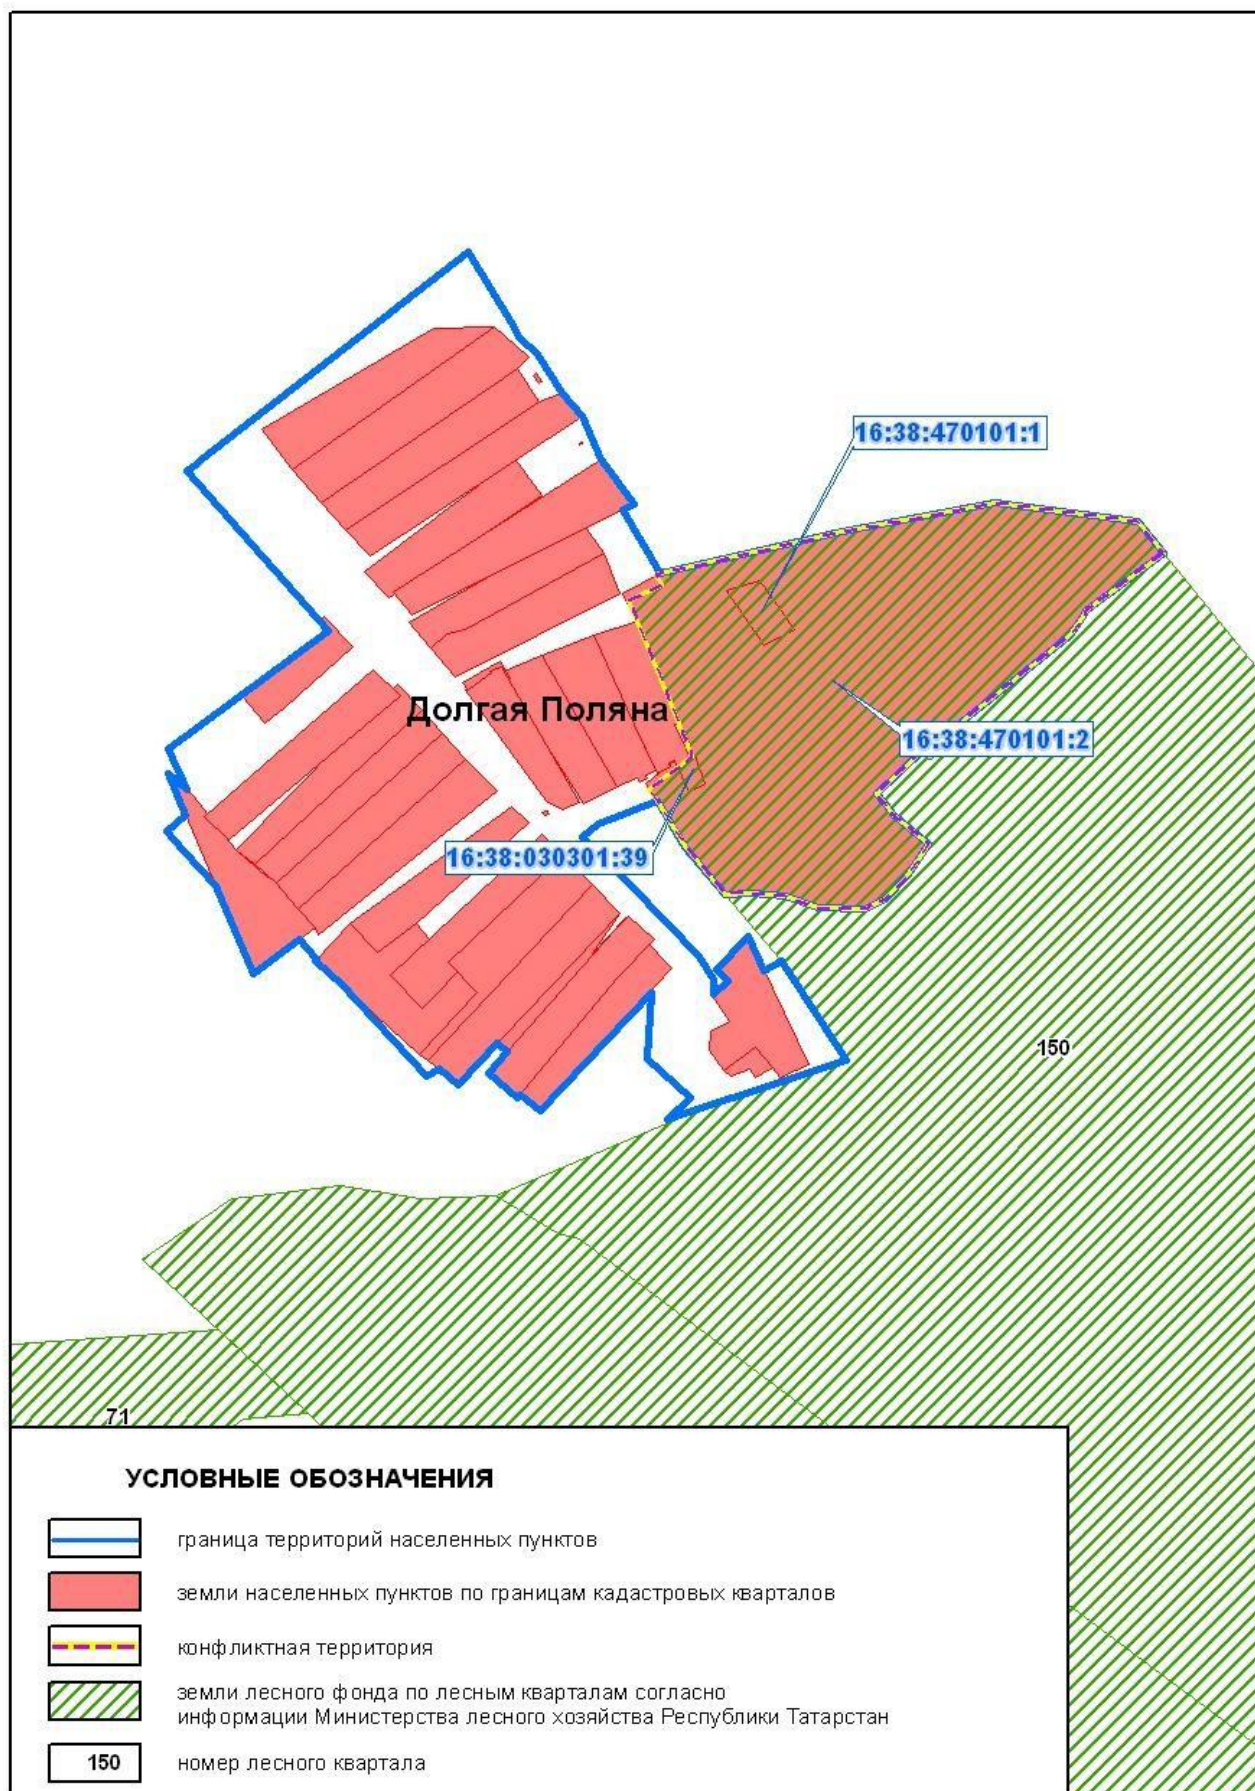 16:38:470101:1
Долгая Поляна
16:38:470101:2
16:38:030301:39
150
71
УСЛОВНЫЕ ОБОЗНАЧЕНИЯ
граница территорий населенных пунктов
земли населенных пунктов по границам кадастровых кварталов
конфликтная территория
земли лесного фонда по лесным кварталам согласно
информации Министерства лесного хозяйства Республики Татарстан
150 номер лесного квартала